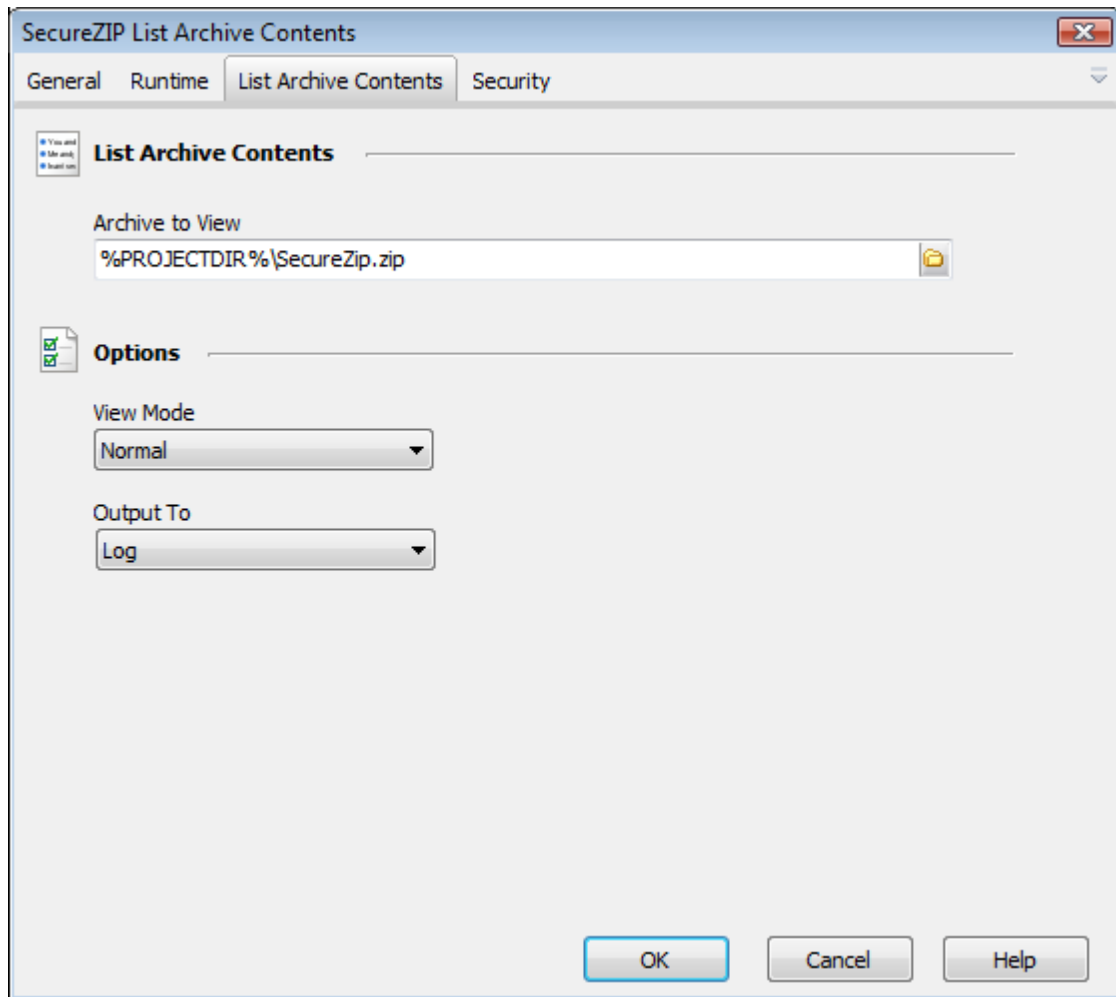 SecureZIP List Archive Contents
General Runtime List Archive Contents Security
List Archive Contents
Archive to View
%PROJECTDIR%\SecureZip.zip
Options
View Mode
Normal
Output To
Log
OK Cancel Help